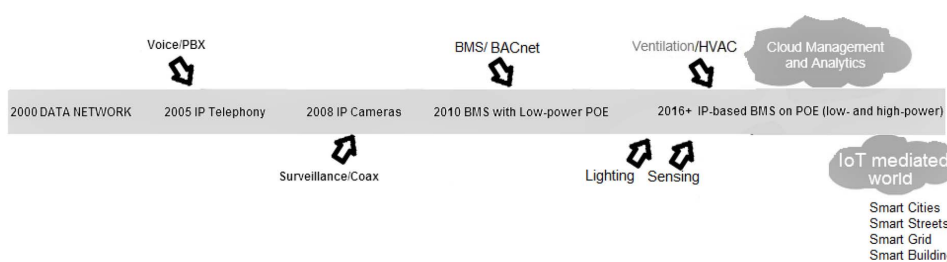 Voice/PBX
BMS/ BACnet
Ventilation/HVAC
Cloud Management
and Analytics
2000 DATA NETWORK
2005 IP Telephony
2008 IP Cameras
2010 BMS with Low-power POE
2016+ IP-based BMS on POE (low- and high-power)
Surveillance/Coax
Lighting
Sensing
IoT mediated
world
Smart Cities
Smart Streets
Smart Grid
Smart Buildin